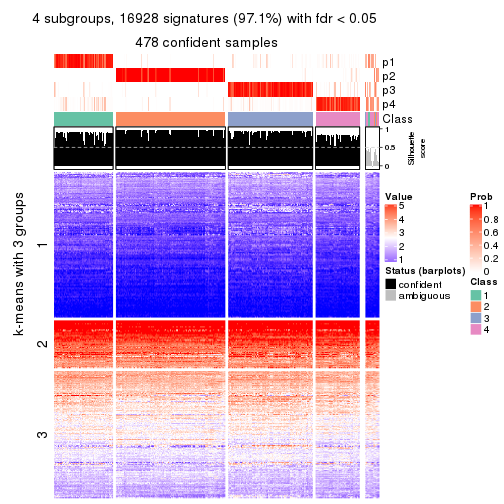 4 subgroups, 16928 signatures (97.1%) with fdr < 0.05
478 confident samples
p1
p2
p3
p4
Class
1
0.5
0
Silhouette
score
k-means with 3 groups
1
2
3
Value
5
4
3
2
1
Status (barplots)
confident
ambiguous
Prob
1
0.8
0.6
0.4
0.2
0
Class
1
2
3
4